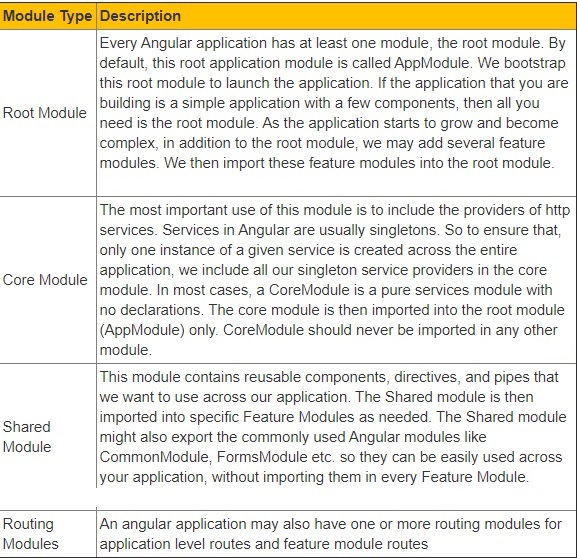 Module Type Description
Every Angular application has at least one module, the root module. By
default, this root application module is called AppModule. We bootstrap
this root module to launch the application. If the application that you are
building is a simple application with a few components, then all you
Root Module need is the root module. As the application starts to grow and become
complex, in addition to the root module, we may add several feature
modules. We then import these feature modules into the root module.
The most important use of this module is to include the providers of http
services. Services in Angular are usually singletons. So to ensure that,
only one instance of a given service is created across the entire
application, we include all our singleton service providers in the core
Core Module module. In most cases, a CoreModule is a pure services module with
no declarations. The core module is then imported into the root module
(AppModule) only. CoreModule should never be imported in any other
module.
This module contains reusable components, directives, and pipes that
we want to use across our application. The Shared module is then
Shared imported into specific Feature Modules as needed. The Shared module
Module might also export the commonly used Angular modules like
CommonModule, FormsModule etc. so they can be easily used across
your application, without importing them in every Feature Module.
Routing An angular application may also have one or more routing modules for
Modules application level routes and feature module routes